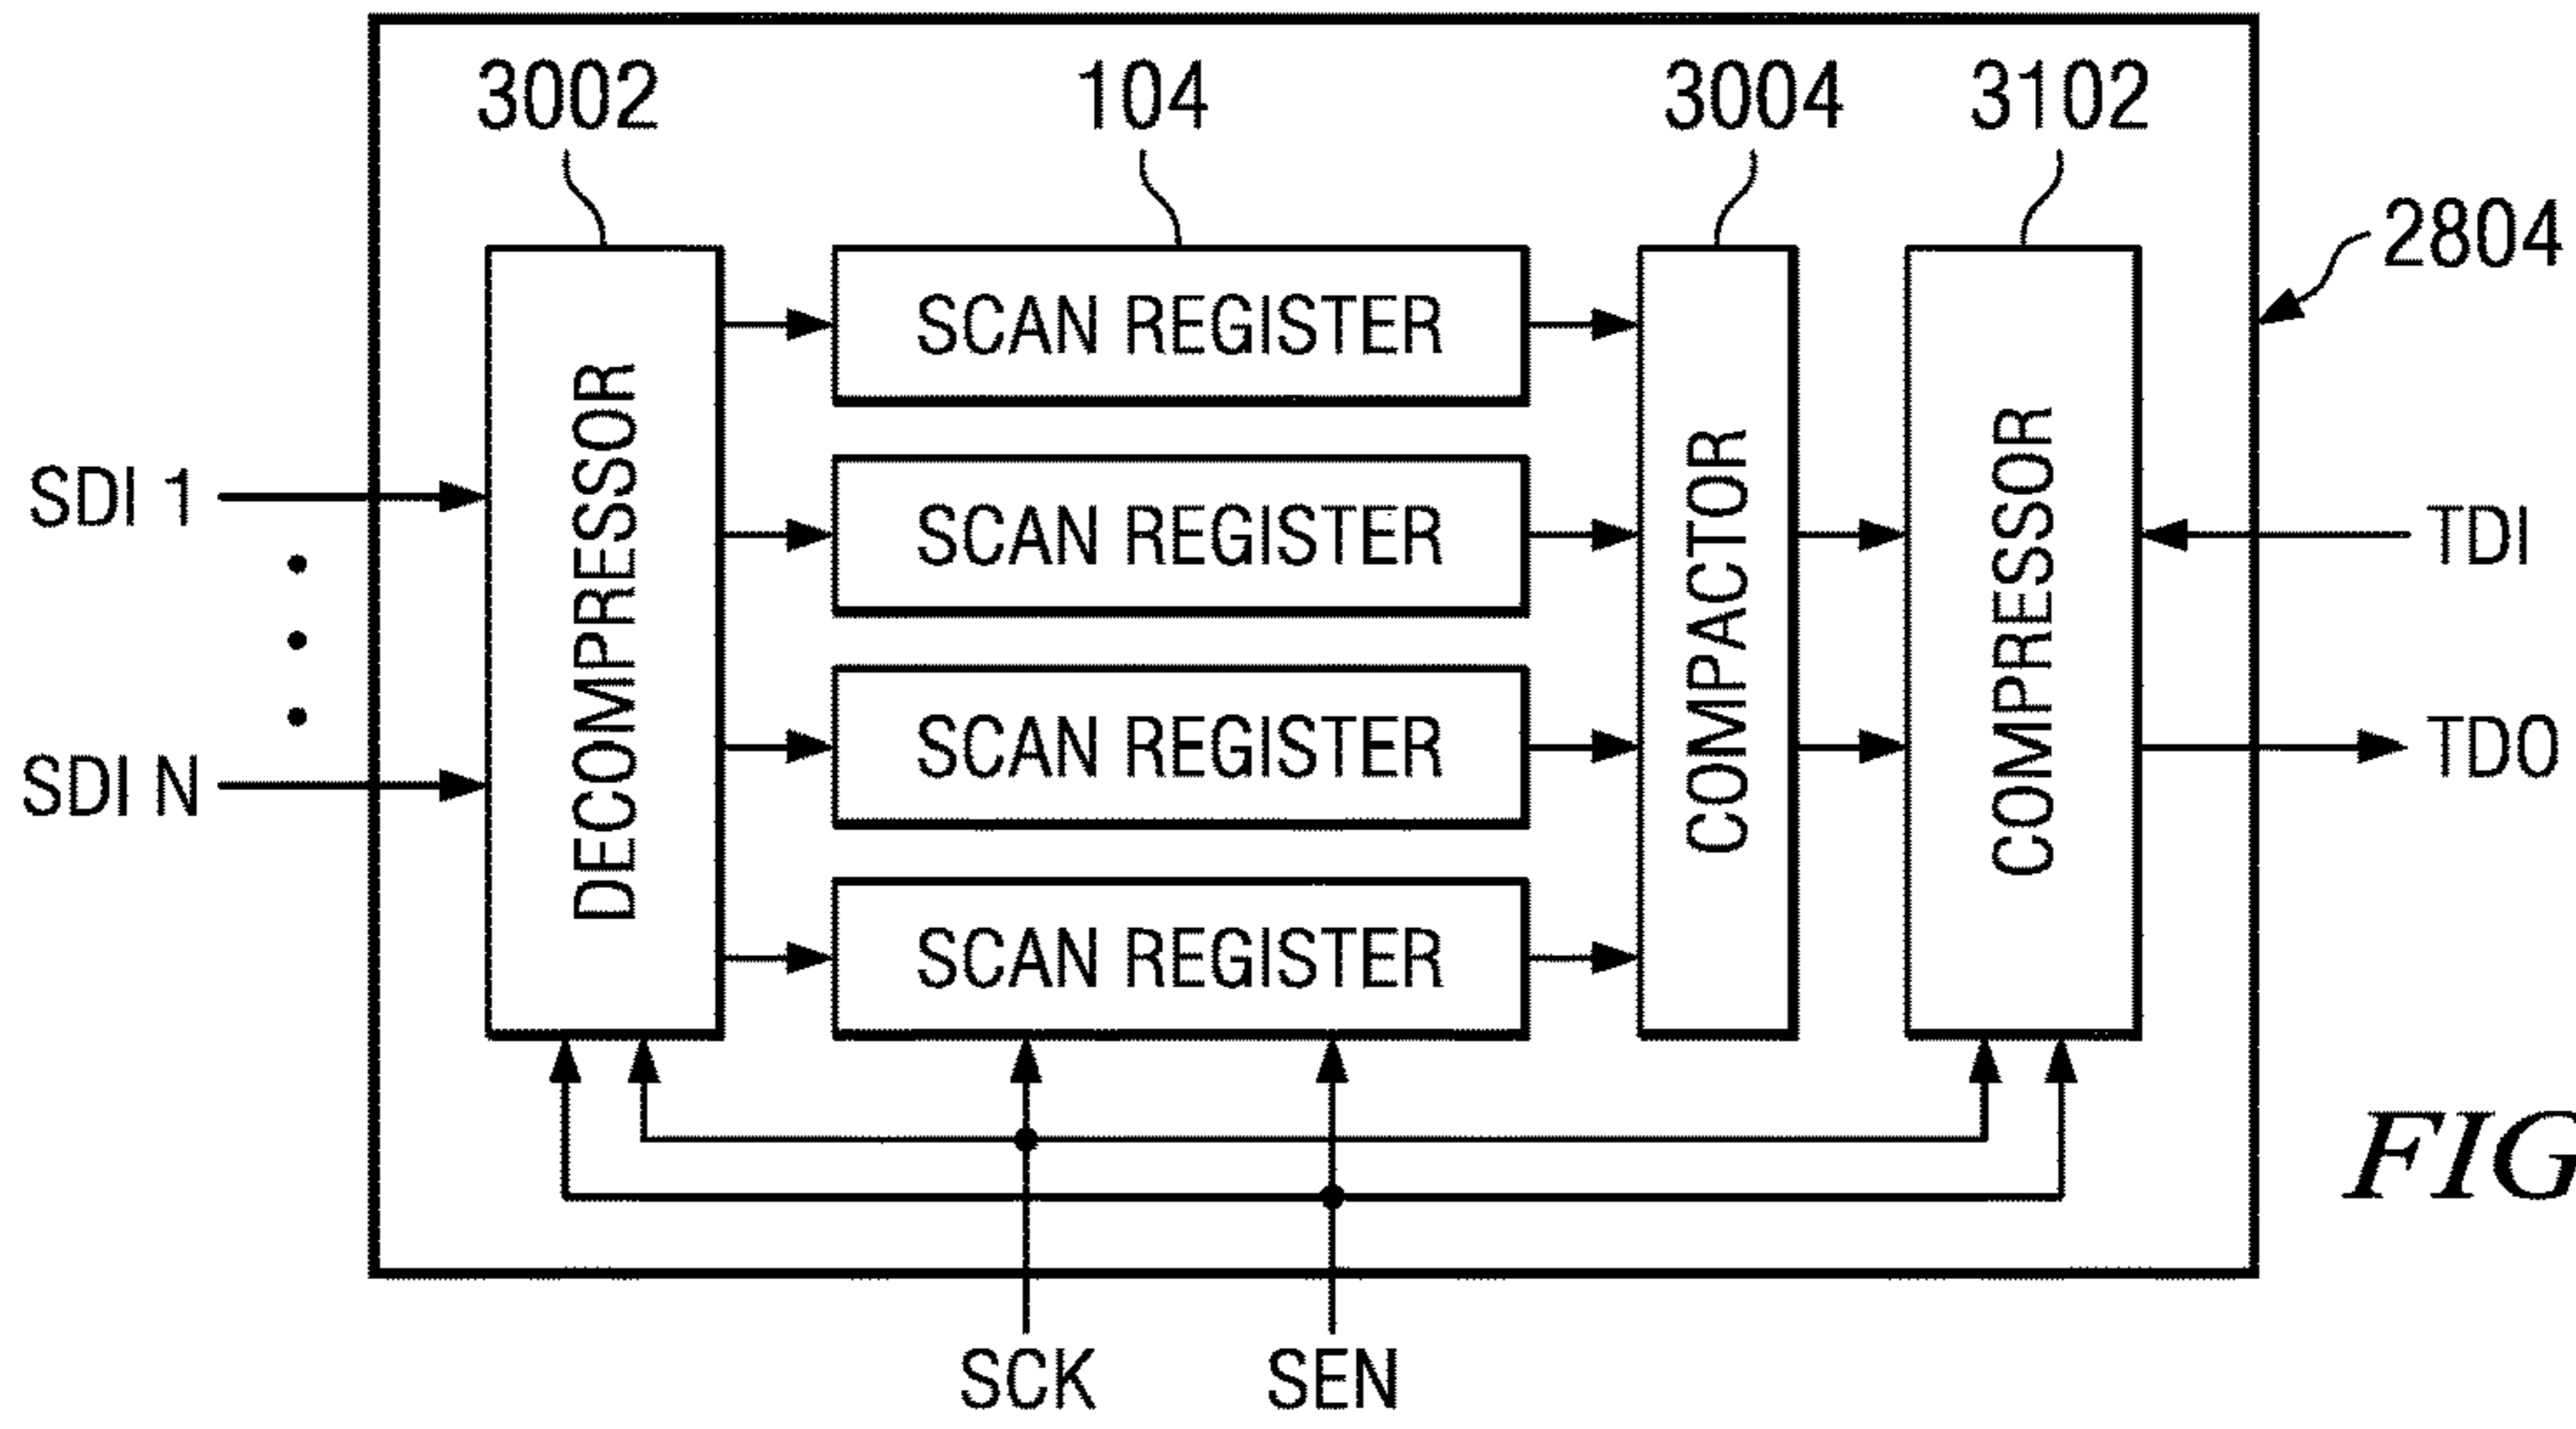 3002 104 3004 3102
2804
DECOMPRESSOR
SCAN REGISTER
SCAN REGISTER
SCAN REGISTER
SCAN REGISTER
COMPACTOR
COMPRESSOR
SDI 1
SDI N
TDI
TDO
FIG
SCK SEN